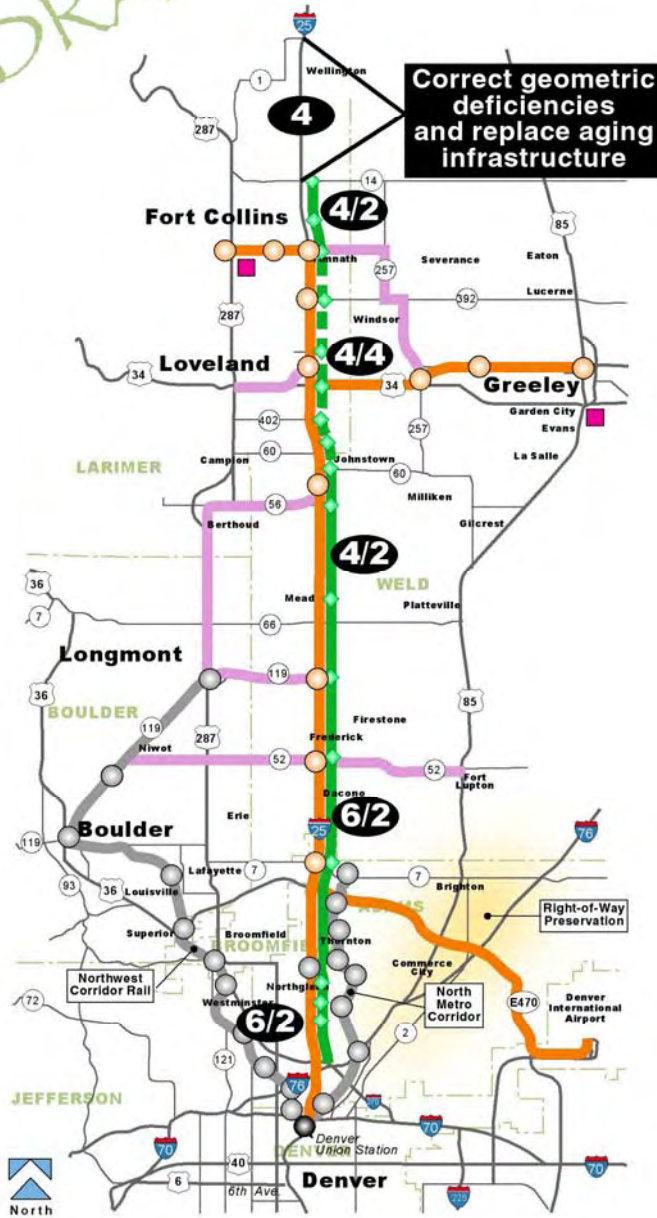 DRA
25
Wellington
1
Correct geometric
deficiencies
and replace aging
infrastructure
4
287
14
4/2
85
Fort Collins
257
Severance
Eaton
Lucerne
392
287
Windsor
4/4
Loveland
34
34
Greeley
Garden City
402
257
Evans
60
La Salle
Campion
Johnstown
LARIMER
60
Milliken
56
Berthoud
Gilcrest
4/2
36
7
WELD
Mead
Platteville
66
Longmont
36
119
85
BOULDER
119
287
Firestone
Frederick
Niwot
52
52
Fort
Lupton
Dacono
6/2
Erie
25
76
119
Boulder
Lafayette
7
7
93
36
Louisville
Brighton
Right-of-Way
Preservation
Superior
Broomfield
Thornton
Commerce
City
Northwest
Corridor Rail
North
Metro
Corridor
E470
Denver
International
Airport
Westminster
72
6/2
2
121
76
JEFFERSON
Denver
Union Station
70
70
40
70
6
6th Ave.
Denver
225
North